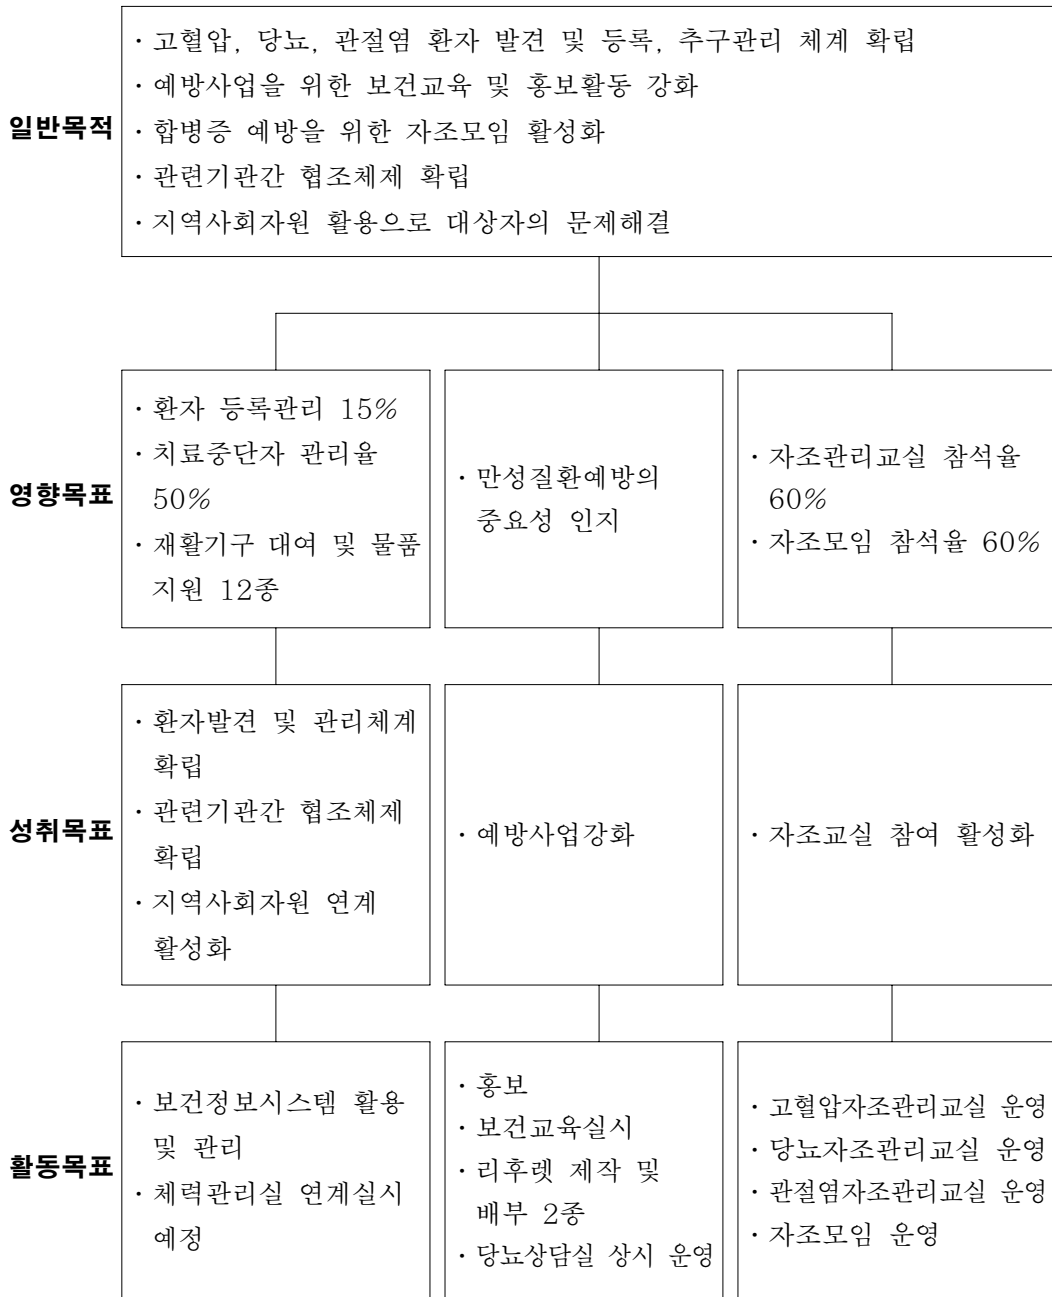 일반목적
· 고혈압, 당뇨, 관절염 환자 발견 및 등록, 추구관리 체계 확립
· 예방사업을 위한 보건교육 및 홍보활동 강화
· 합병증 예방을 위한 자조모임 활성화
· 관련기관간 협조체제 확립
· 지역사회자원 활용으로 대상자의 문제해결
영향목표
· 환자 등록관리 15%
· 치료중단자 관리율
50%
· 재활기구 대여 및 물품
지원 12종
· 만성질환예방의
중요성 인지
· 자조관리교실 참석율
60%
· 자조모임 참석율 60%
성취목표
· 환자발견 및 관리체계
확립
· 관련기관간 협조체제
확립
· 지역사회자원 연계
활성화
· 예방사업강화
· 자조교실 참여 활성화
활동목표
· 보건정보시스템 활용
및 관리
· 체력관리실 연계실시
예정
· 홍보
· 보건교육실시
· 리후렛 제작 및
배부 2종
· 당뇨상담실 상시 운영
· 고혈압자조관리교실 운영
· 당뇨자조관리교실 운영
· 관절염자조관리교실 운영
· 자조모임 운영